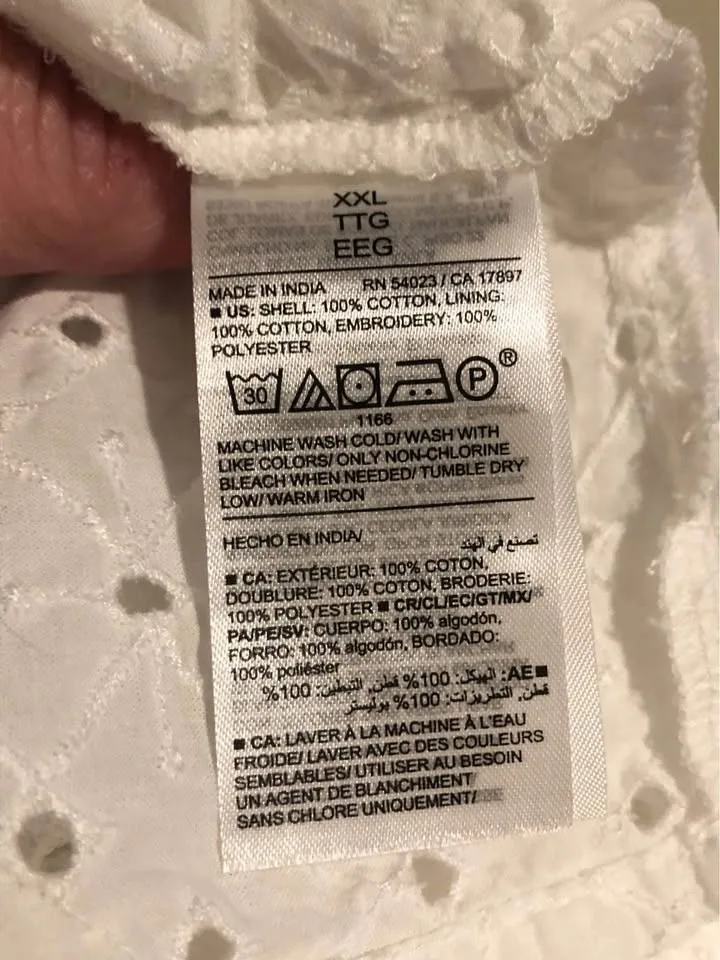 XXL
TTG
EEG
MADE IN INDIA RN 54023 / CA 17897
■ US: SHELL: 100% COTTON, LINING:
100% COTTON, EMBROIDERY: 100%
POLYESTER
30 P ®
1166
MACHINE WASH COLD/ WASH WITH
LIKE COLORS/ ONLY NON-CHLORINE
BLEACH WHEN NEEDED/ TUMBLE DRY
LOW/ WARM IRON
HECHO EN INDIA/ تصنع في الهند
■ CA: EXTÉRIEUR: 100% COTON,
DOUBLURE: 100% COTON, BRODERIE:
100% POLYESTER ■ CR/CL/EC/GT/MX/
PA/PE/SV: CUERPO: 100% algodón,
FORRO: 100% algodón, BORDADO:
100% poliéster
■AE: الهيكل: 100% قطن, التبطين: 100%
قطن, التطريزات: 100% بوليستر
■ CA: LAVER À LA MACHINE À L'EAU
FROIDE/ LAVER AVEC DES COULEURS
SEMBLABLES/ UTILISER AU BESOIN
UN AGENT DE BLANCHIMENT
SANS CHLORE UNIQUEMENT/